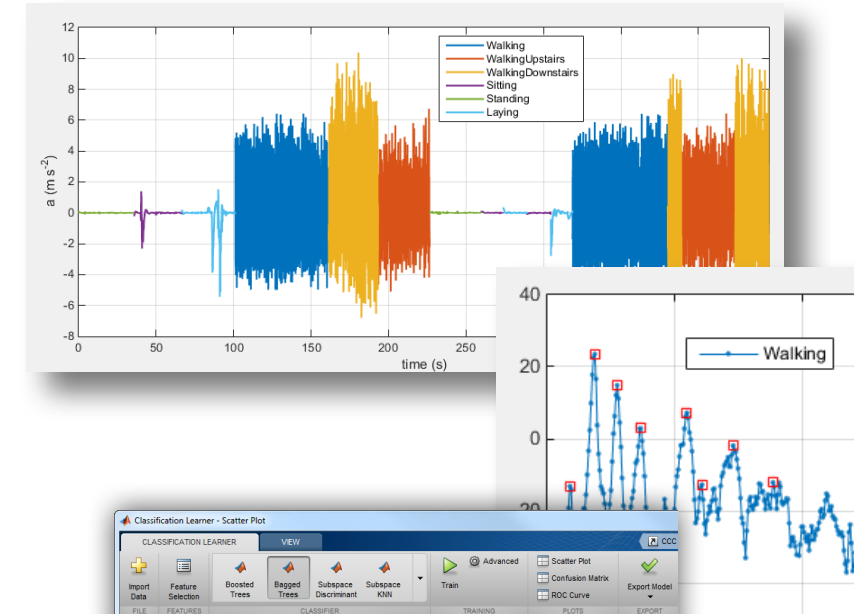 12
10
8
6
4
2
0
-2
-4
-6
-8
a (m s-2)
Walking
WalkingUpstairs
WalkingDownstairs
Sitting
Standing
Laying
0 50 100 150 200 250
time (s)
40
20
0
Walking
Classification Learner - Scatter Plot
CLASSIFICATION LEARNER VIEW CCC
Import Data
Feature Selection
Boosted Trees
Bagged Trees
Subspace Discriminant
Subspace KNN
Train
Advanced
Scatter Plot
Confusion Matrix
ROC Curve
Export Model
FILE FEATURES CLASSIFIER TRAINING PLOTS EXPORT